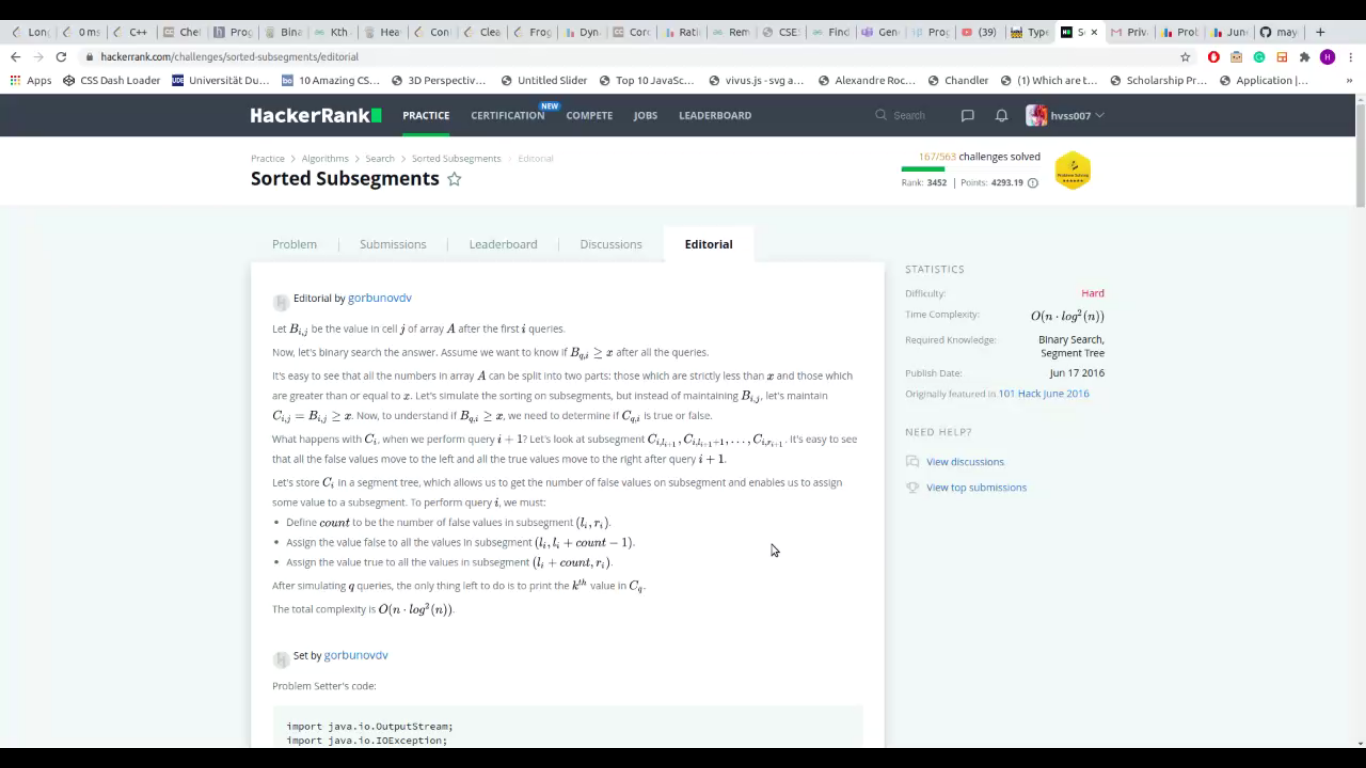 Lon
0 ms
C++
Che
Prog
Bina
Kth
Hea
Con
Clea
Frog
Dyn
Corc
Rati
Rem
CSE
Find
Gen
Prog
(39)
Type
S
Priv
Prob
June
may
hackerrank.com/challenges/sorted-subsegments/editorial
Apps
CSS Dash Loader
Universität Du...
10 Amazing CS...
3D Perspectiv...
Untitled Slider
Top 10 JavaSc...
vivus.js - svg a...
Alexandre Roc...
Chandler
(1) Which are t...
Scholarship Pr...
Application |...
»
HackerRank
PRACTICE
CERTIFICATION
NEW
COMPETE
JOBS
LEADERBOARD
Search
hvss007
Practice > Algorithms > Search > Sorted Subsegments > Editorial
167/563 challenges solved
Sorted Subsegments
Rank: 3452 | Points: 4293.19
Problem Solving
Problem
Submissions
Leaderboard
Discussions
Editorial
Editorial by gorbunovdv
Let B_{i,j} be the value in cell j of array A after the first i queries.
Now, let's binary search the answer. Assume we want to know if B_{q,i} ≥ x after all the queries.
It's easy to see that all the numbers in array A can be split into two parts: those which are strictly less than x and those which
are greater than or equal to x. Let's simulate the sorting on subsegments, but instead of maintaining B_{i,j}, let's maintain
C_{i,j} = B_{i,j} ≥ x. Now, to understand if B_{q,i} ≥ x, we need to determine if C_{q,i} is true or false.
What happens with C_i, when we perform query i + 1? Let's look at subsegment C_{i,l_{i+1}}, C_{i,l_{i+1}+1}, ..., C_{i,r_{i+1}}. It's easy to see
that all the false values move to the left and all the true values move to the right after query i + 1.
Let's store C_i in a segment tree, which allows us to get the number of false values on subsegment and enables us to assign
some value to a subsegment. To perform query i, we must:
• Define count to be the number of false values in subsegment (l_i, r_i).
• Assign the value false to all the values in subsegment (l_i, l_i + count − 1).
• Assign the value true to all the values in subsegment (l_i + count, r_i).
After simulating q queries, the only thing left to do is to print the k^{th} value in C_q.
The total complexity is O(n · log²(n)).
Set by gorbunovdv
Problem Setter's code:
import java.io.OutputStream;
import java.io.IOException;
STATISTICS
Difficulty: Hard
Time Complexity: O(n · log²(n))
Required Knowledge: Binary Search,
Segment Tree
Publish Date: Jun 17 2016
Originally featured in 101 Hack June 2016
NEED HELP?
View discussions
View top submissions